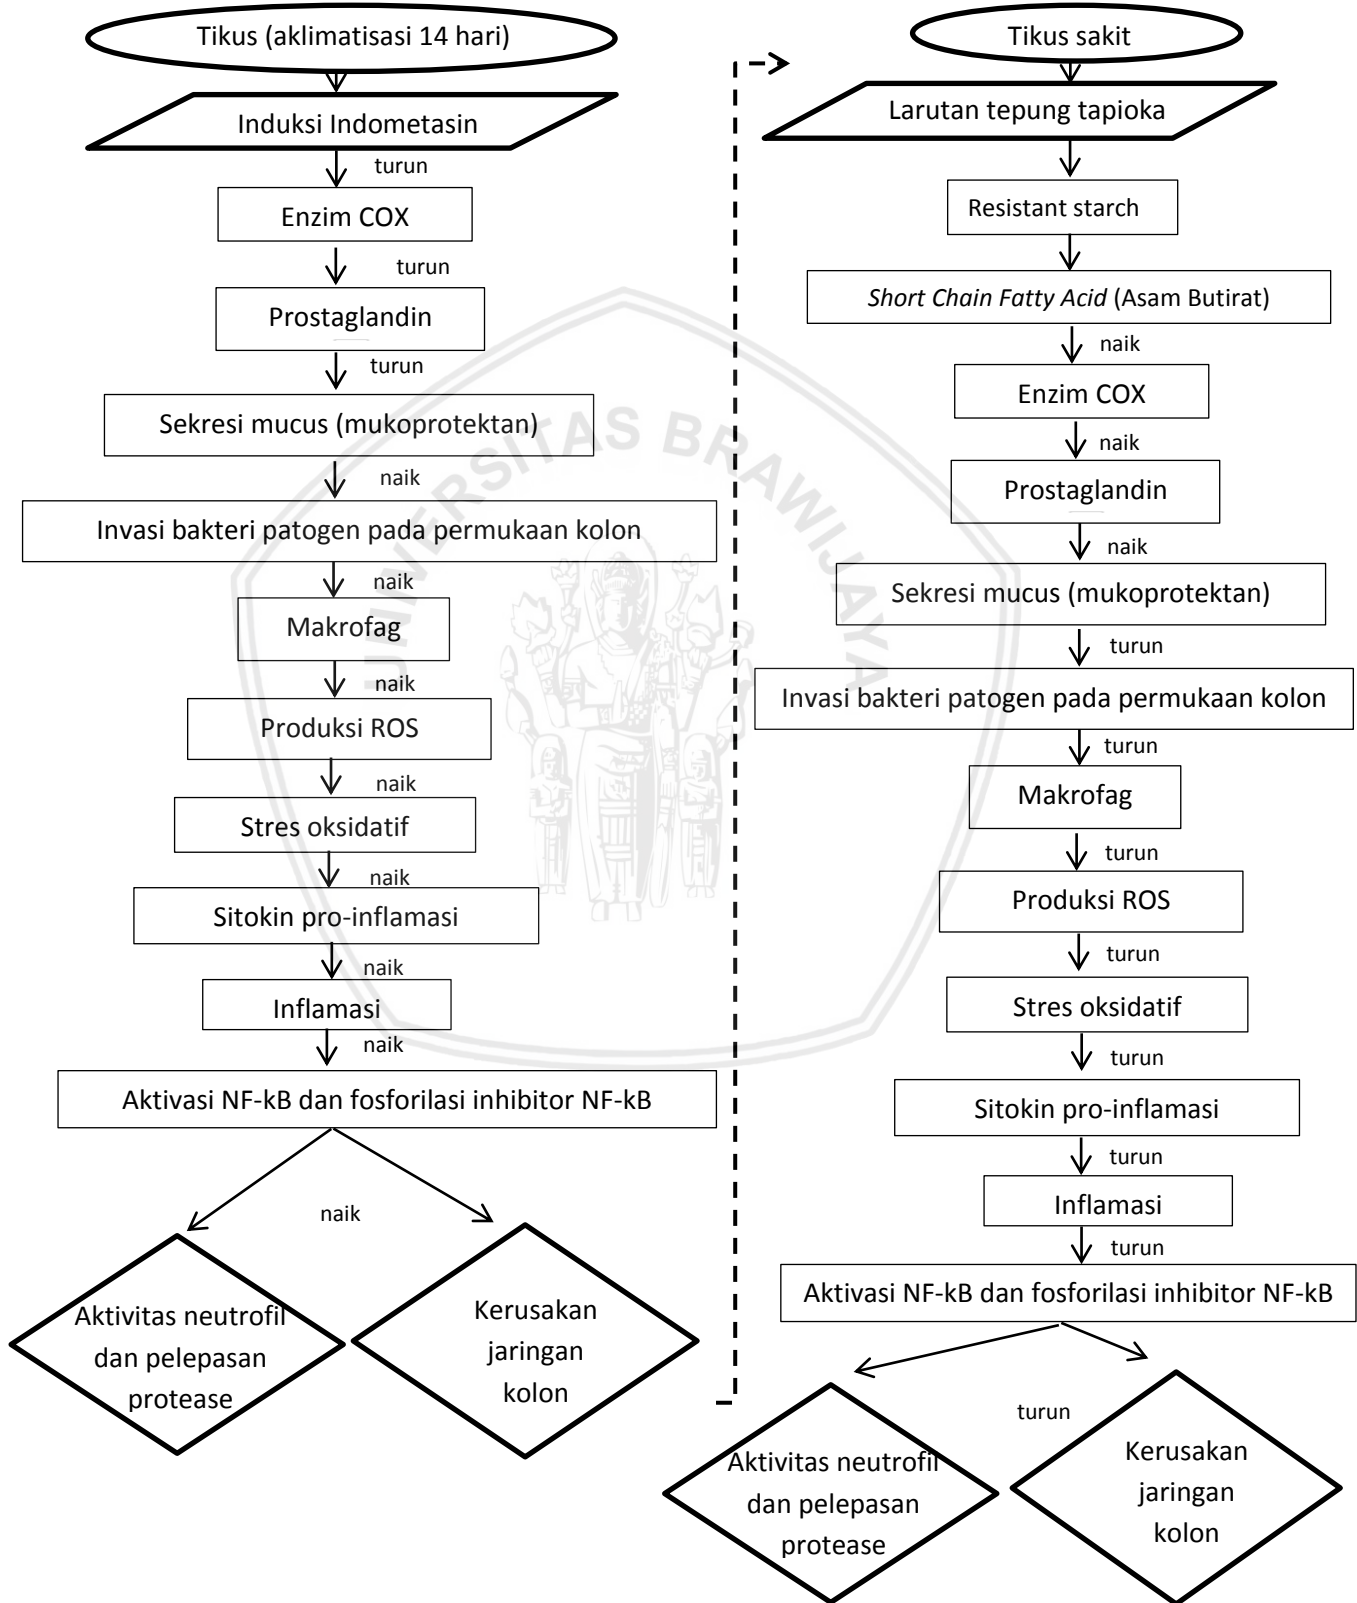 Tikus (aklimatisasi 14 hari)
Induksi Indometasin
turun
Enzim COX
turun
Prostaglandin
turun
Sekresi mucus (mukoprotektan)
naik
Invasi bakteri patogen pada permukaan kolon
naik
Makrofag
naik
Produksi ROS
naik
Stres oksidatif
naik
Sitokin pro-inflamasi
naik
Inflamasi
naik
Aktivasi NF-kB dan fosforilasi inhibitor NF-kB
naik
Aktivitas neutrofil
dan pelepasan
protease
Kerusakan
jaringan
kolon
Tikus sakit
Larutan tepung tapioka
Resistant starch
Short Chain Fatty Acid (Asam Butirat)
naik
Enzim COX
naik
Prostaglandin
naik
Sekresi mucus (mukoprotektan)
turun
Invasi bakteri patogen pada permukaan kolon
turun
Makrofag
turun
Produksi ROS
turun
Stres oksidatif
turun
Sitokin pro-inflamasi
turun
Inflamasi
turun
Aktivasi NF-kB dan fosforilasi inhibitor NF-kB
turun
Aktivitas neutrofil
dan pelepasan
protease
Kerusakan
jaringan
kolon
UNIVERSITAS BRAWIJAYA